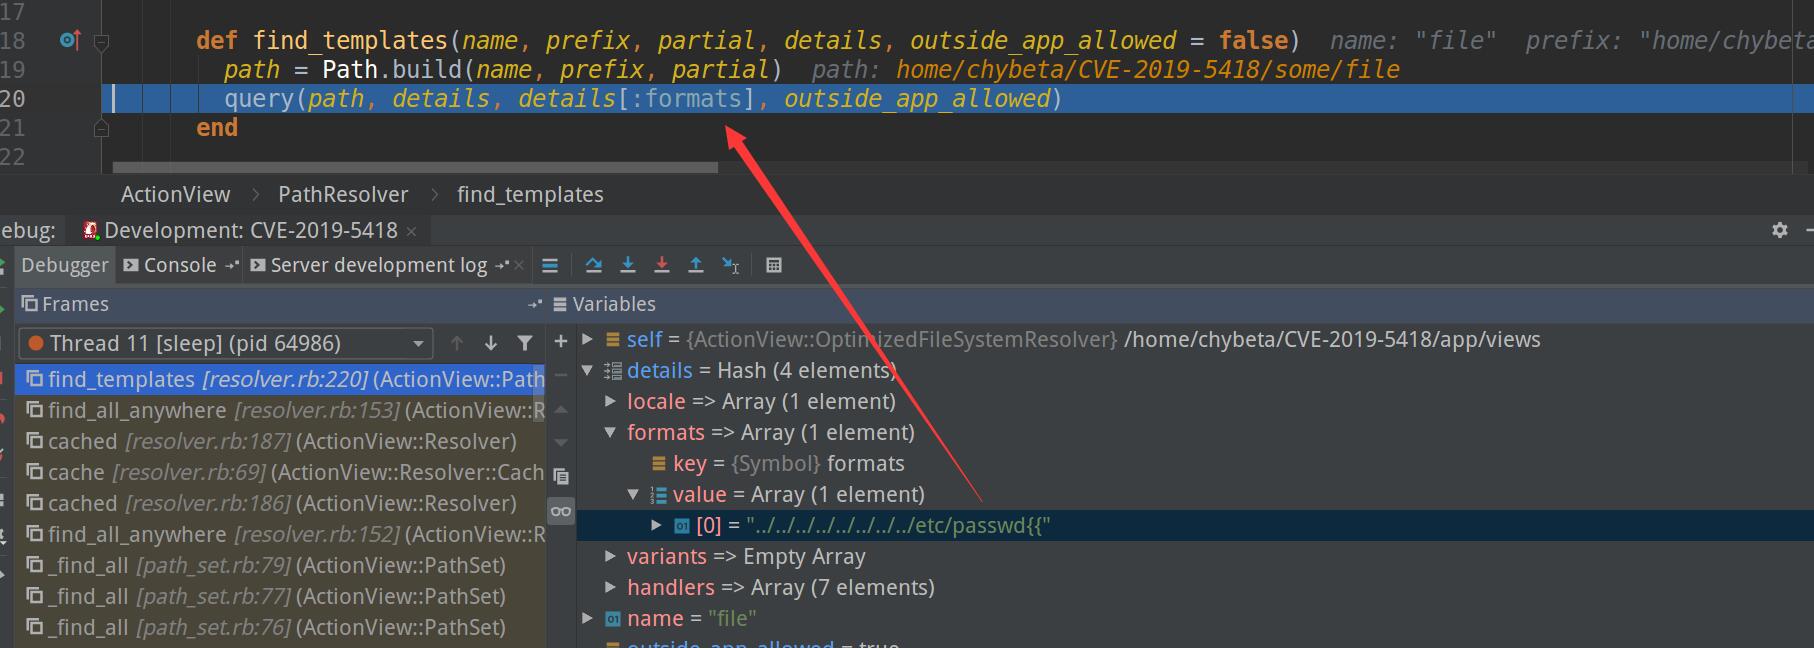 17
18 def find_templates(name, prefix, partial, details, outside_app_allowed = false) name: "file" prefix: "home/chybeta
19 path = Path.build(name, prefix, partial) path: home/chybeta/CVE-2019-5418/some/file
20 query(path, details, details[:formats], outside_app_allowed)
21 end
22
ActionView > PathResolver > find_templates
ebug: Development: CVE-2019-5418 ×
Debugger Console Server development log ×
Frames
Variables
Thread 11 [sleep] (pid 64986)
find_templates [resolver.rb:220] (ActionView::Path
find_all_anywhere [resolver.rb:153] (ActionView::R
cached [resolver.rb:187] (ActionView::Resolver)
cache [resolver.rb:69] (ActionView::Resolver::Cach
cached [resolver.rb:186] (ActionView::Resolver)
find_all_anywhere [resolver.rb:152] (ActionView::R
_find_all [path_set.rb:79] (ActionView::PathSet)
_find_all [path_set.rb:77] (ActionView::PathSet)
_find_all [path_set.rb:76] (ActionView::PathSet)
self = {ActionView::OptimizedFileSystemResolver} /home/chybeta/CVE-2019-5418/app/views
details = Hash (4 elements)
locale => Array (1 element)
formats => Array (1 element)
key = {Symbol} formats
value = Array (1 element)
[0] = "../../../../../../../../etc/passwd{{"
variants => Empty Array
handlers => Array (7 elements)
name = "file"
outside_app_allowed = true